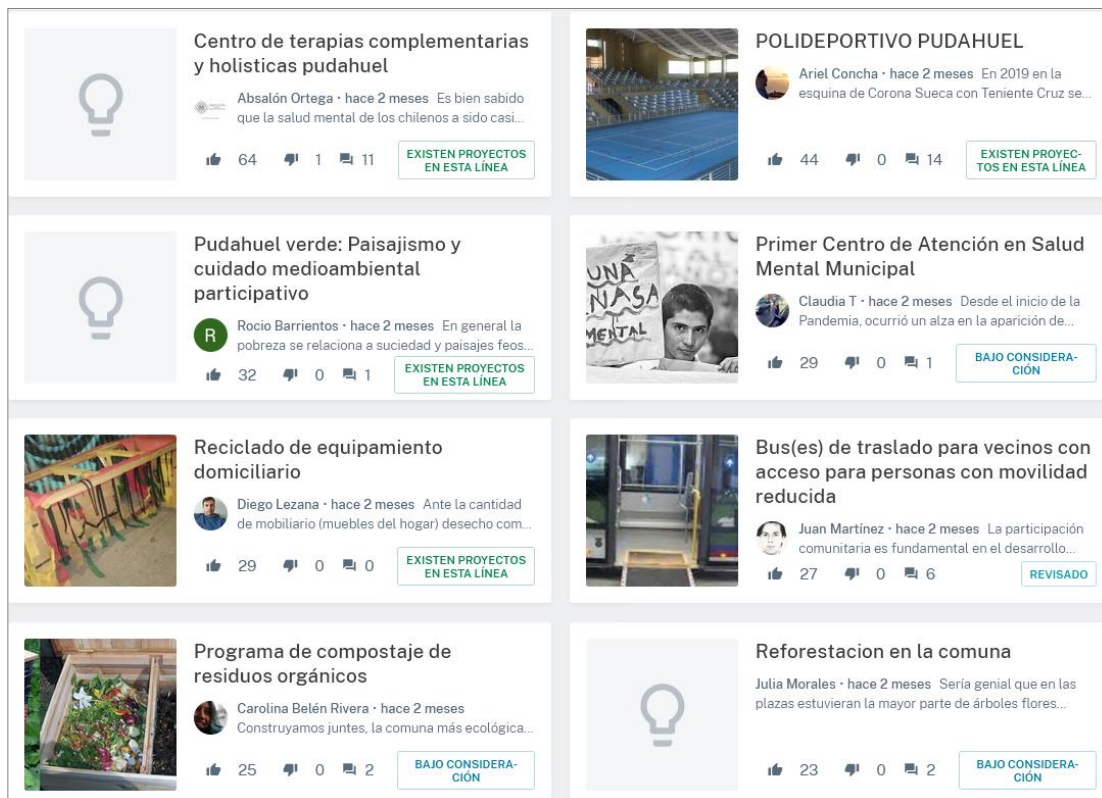 Centro de terapias complementarias
y holisticas pudahuel
Absalón Ortega • hace 2 meses Es bien sabido
que la salud mental de los chilenos a sido casi...
64 1 11
EXISTEN PROYECTOS
EN ESTA LÍNEA
POLIDEPORTIVO PUDAHUEL
Ariel Concha • hace 2 meses En 2019 en la
esquina de Corona Sueca con Teniente Cruz se...
44 0 14
EXISTEN PROYEC-
TOS EN ESTA LÍNEA
Pudahuel verde: Paisajismo y
cuidado medioambiental
participativo
R
Rocio Barrientos • hace 2 meses En general la
pobreza se relaciona a suciedad y paisajes feos...
32 0 1
EXISTEN PROYECTOS
EN ESTA LÍNEA
UNA
MENTAL
Primer Centro de Atención en Salud
Mental Municipal
Claudia T • hace 2 meses Desde el inicio de la
Pandemia, ocurrió un alza en la aparición de...
29 0 1
BAJO CONSIDERA-
CIÓN
Reciclado de equipamiento
domiciliario
Diego Lezana • hace 2 meses Ante la cantidad
de mobiliario (muebles del hogar) desecho com...
29 0 0
EXISTEN PROYECTOS
EN ESTA LÍNEA
Bus(es) de traslado para vecinos con
acceso para personas con movilidad
reducida
Juan Martínez • hace 2 meses La participación
comunitaria es fundamental en el desarrollo...
27 0 6
REVISADO
Programa de compostaje de
residuos orgánicos
Carolina Belén Rivera • hace 2 meses
Construyamos juntes, la comuna más ecológica...
25 0 2
BAJO CONSIDERA-
CIÓN
Reforestacion en la comuna
Julia Morales • hace 2 meses Sería genial que en las
plazas estuvieran la mayor parte de árboles flores...
23 0 2
BAJO CONSIDERA-
CIÓN